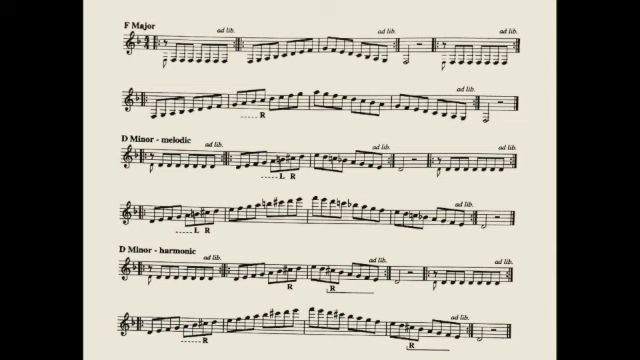 F Major
ad lib. ad lib. ad lib.
ad lib.
R
D Minor - melodic
ad lib. ad lib. ad lib.
L R
ad lib.
L R
D Minor - harmonic
ad lib. ad lib. ad lib.
R R
ad lib.
R R